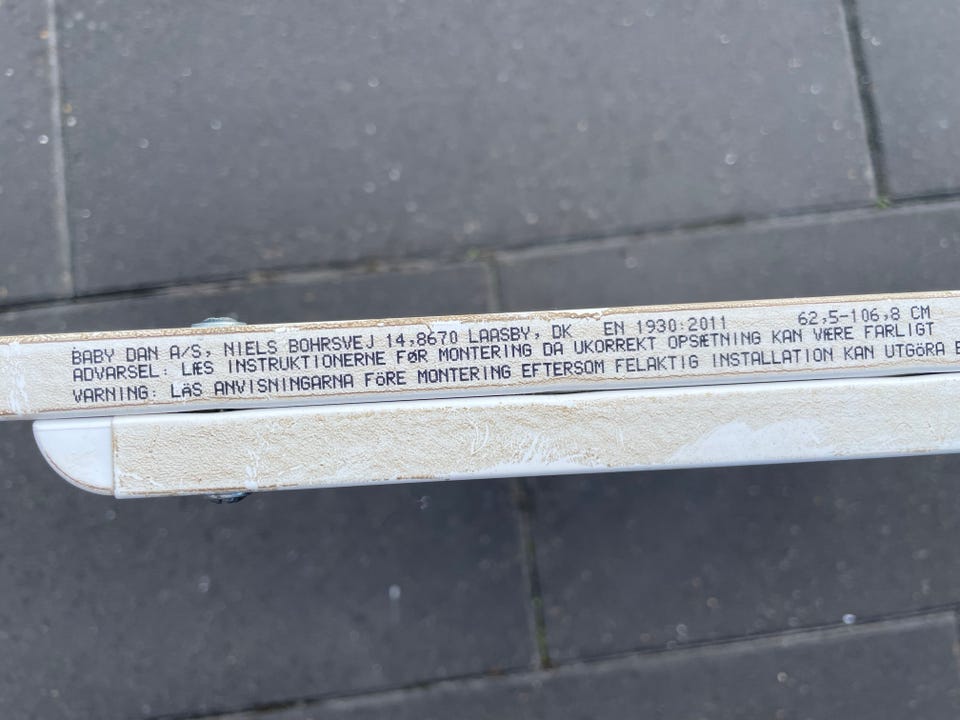 BABY DAN A/S, NIELS BOHRSVEJ 14.8670 LAASBY, DK EN 1930:2011 62,5-106,8 CM
ADVARSEL: LÆS INSTRUKTIONERNE FØR MONTERING DA UKORREKT OPSÆTNING KAN VÆRE FARLIGT
VARNING: LÄS ANVISNINGARNA FÖRE MONTERING EFTERSOM FELAKTIG INSTALLATION KAN UTGÖRA